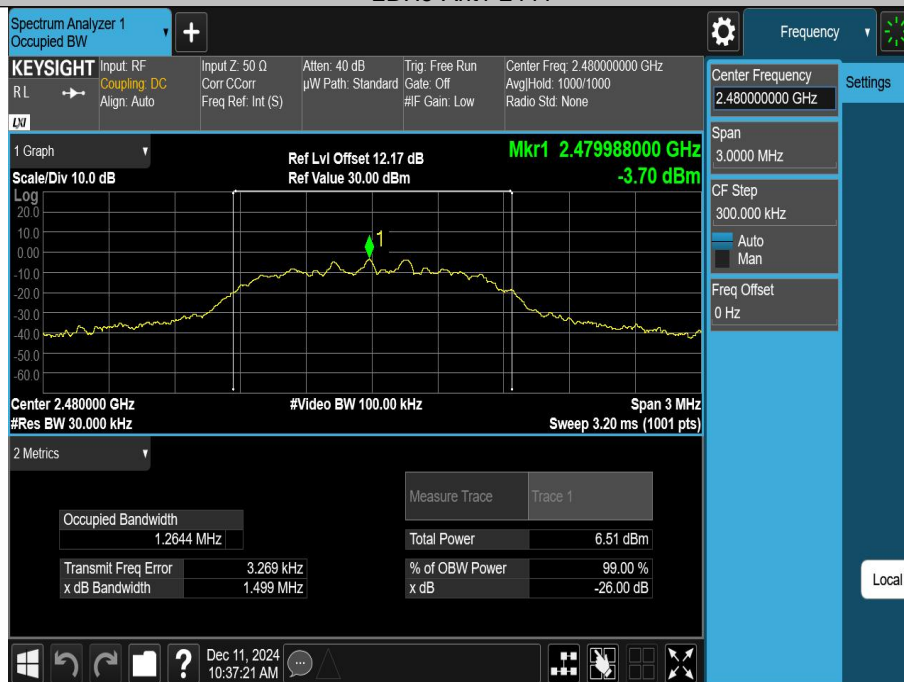 Spectrum Analyzer 1
Occupied BW
Frequency
KEYSIGHT
RL
LXI
Input: RF
Coupling: DC
Align: Auto
Input Z: 50 Ω
Corr CCorr
Freq Ref: Int (S)
Atten: 40 dB
µW Path: Standard
Trig: Free Run
Gate: Off
#IF Gain: Low
Center Freq: 2.480000000 GHz
Avg|Hold: 1000/1000
Radio Std: None
Center Frequency
2.480000000 GHz
Settings
Span
3.0000 MHz
CF Step
300.000 kHz
Auto
Man
Freq Offset
0 Hz
Local
1 Graph
Scale/Div 10.0 dB
Ref Lvl Offset 12.17 dB
Ref Value 30.00 dBm
Mkr1 2.479988000 GHz
-3.70 dBm
Log
20.0
10.0
0.00
-10.0
-20.0
-30.0
-40.0
-50.0
-60.0
1
Center 2.480000 GHz
#Res BW 30.000 kHz
#Video BW 100.00 kHz
Span 3 MHz
Sweep 3.20 ms (1001 pts)
2 Metrics
Measure Trace
Trace 1
Occupied Bandwidth
1.2644 MHz
Total Power
6.51 dBm
Transmit Freq Error
3.269 kHz
% of OBW Power
99.00 %
x dB Bandwidth
1.499 MHz
x dB
-26.00 dB
?
Dec 11, 2024
10:37:21 AM